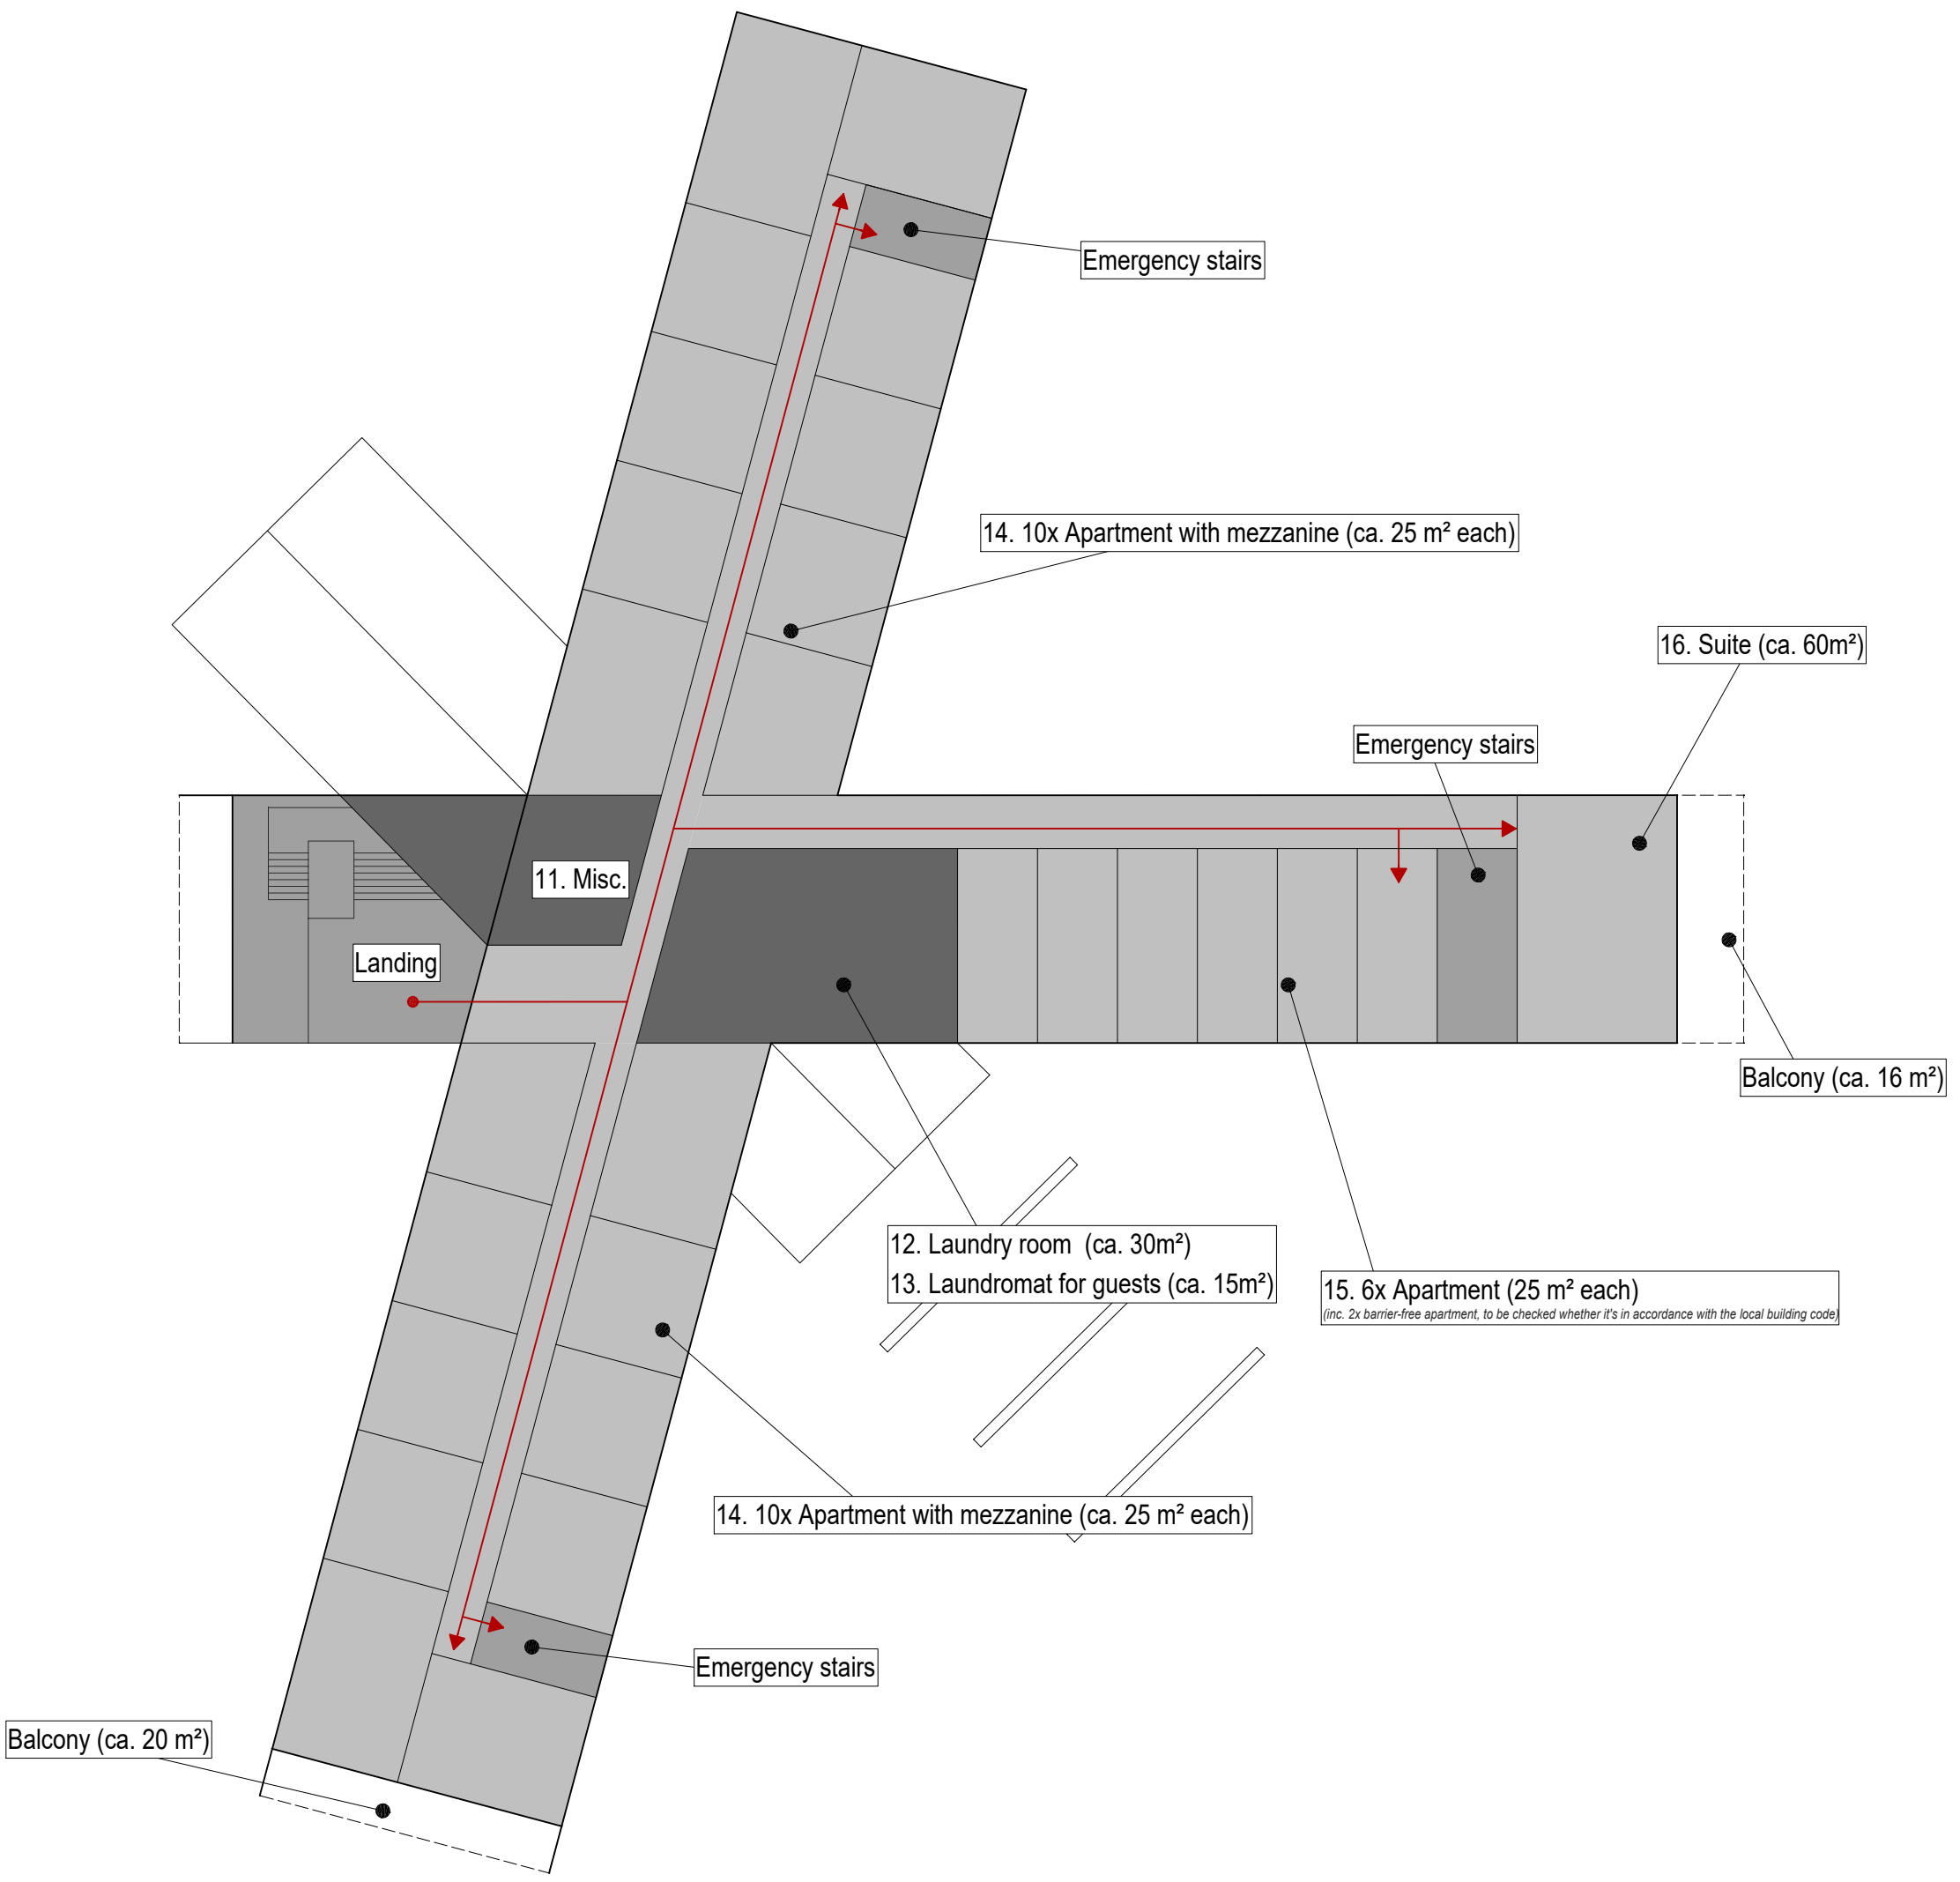 Emergency stairs
14. 10x Apartment with mezzanine (ca. 25 m² each)
16. Suite (ca. 60m²)
Emergency stairs
11. Misc.
Landing
Balcony (ca. 16 m²)
12. Laundry room (ca. 30m²)
13. Laundromat for guests (ca. 15m²)
15. 6x Apartment (25 m² each)
(inc. 2x barrier-free apartment, to be checked whether it's in accordance with the local building code)
14. 10x Apartment with mezzanine (ca. 25 m² each)
Emergency stairs
Balcony (ca. 20 m²)